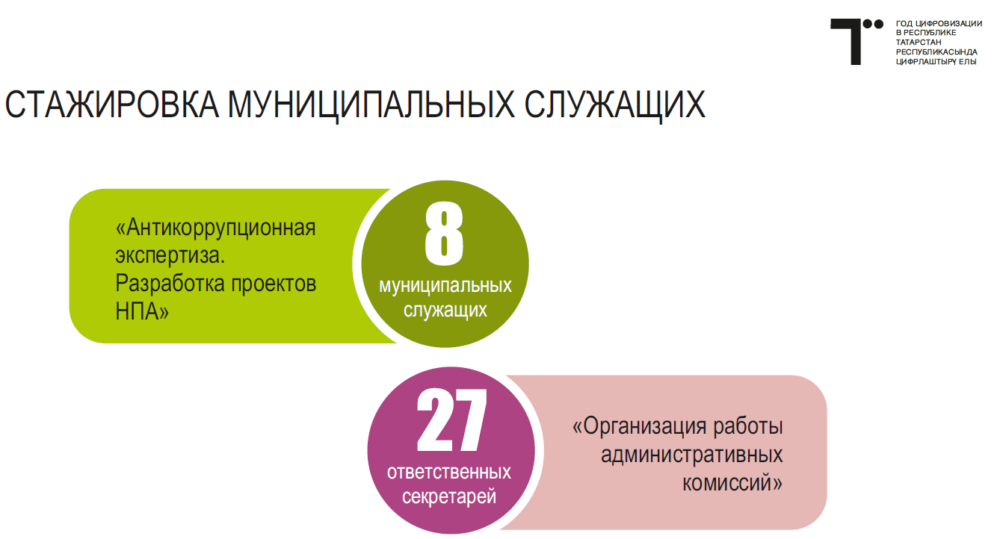 ГОД ЦИФРОВИЗАЦИИ
В РЕСПУБЛИКЕ
ТАТАРСТАН
РЕСПУБЛИКАСЫНДА
ЦИФРЛАШТЫРУ ЕЛЫ
СТАЖИРОВКА МУНИЦИПАЛЬНЫХ СЛУЖАЩИХ
«Антикоррупционная
экспертиза.
Разработка проектов
НПА»
8
муниципальных
служащих
27
ответственных
секретарей
«Организация работы
административных
комиссий»